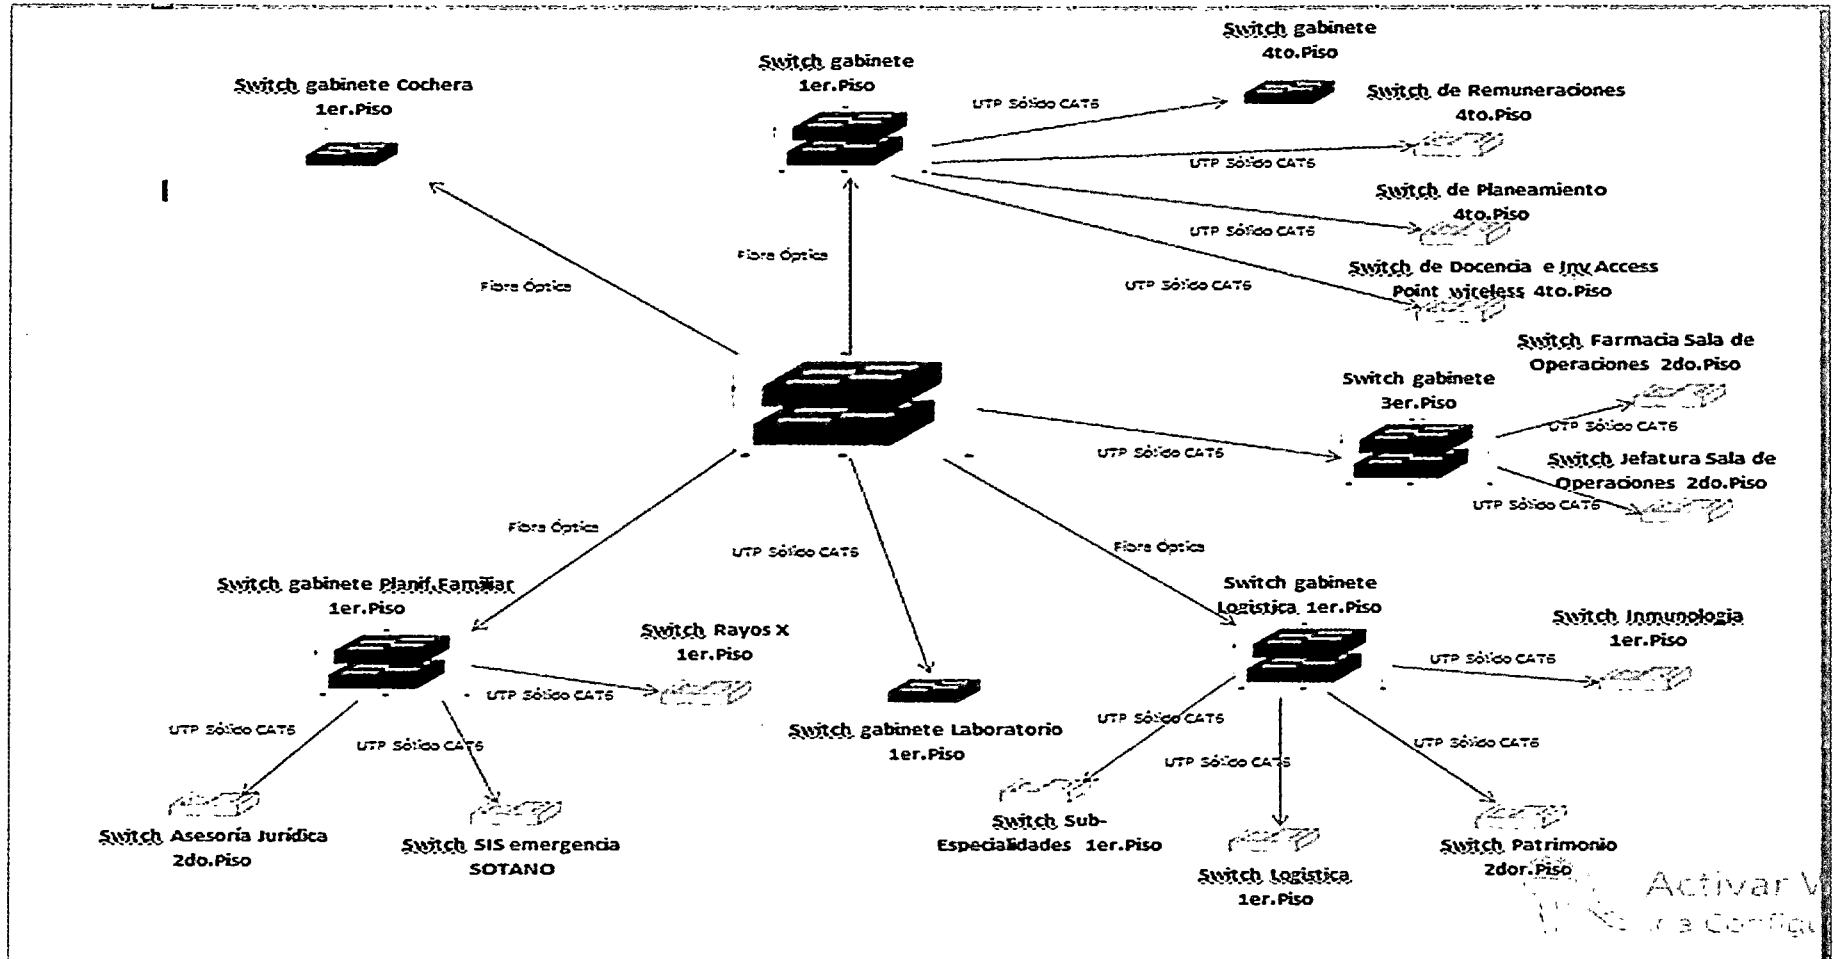 Switch gabinete
4to.Piso
Switch gabinete
1er.Piso
Switch gabinete Cochera
1er.Piso
UTP Sólido CAT6
Switch de Remuneraciones
4to.Piso
UTP Sólido CAT6
Switch de Planeamiento
4to.Piso
UTP Sólido CAT6
Fibra Óptica
Fibra Óptica
Switch de Docencia e Inv Access
Point wireless 4to.Piso
UTP Sólido CAT6
Switch Farmacia Sala de
Operaciones 2do.Piso
Switch gabinete
3er.Piso
UTP Sólido CAT6
UTP Sólido CAT6
Switch Jefatura Sala de
Operaciones 2do.Piso
UTP Sólido CAT6
Fibra Óptica
UTP Sólido CAT6
Fibra Óptica
Switch gabinete Planif.Familiar
1er.Piso
Switch gabinete
Logistica 1er.Piso
Switch Rayos X
1er.Piso
Switch Inmunologia
1er.Piso
UTP Sólido CAT6
UTP Sólido CAT6
Switch gabinete Laboratorio
1er.Piso
UTP Sólido CAT6
UTP Sólido CAT6
UTP Sólido CAT6
UTP Sólido CAT6
UTP Sólido CAT6
Switch Asesoría Jurídica
2do.Piso
Switch SIS emergencia
SOTANO
Switch Sub-
Especialidades 1er.Piso
Switch Logistica
1er.Piso
Switch Patrimonio
2dor.Piso
Activar